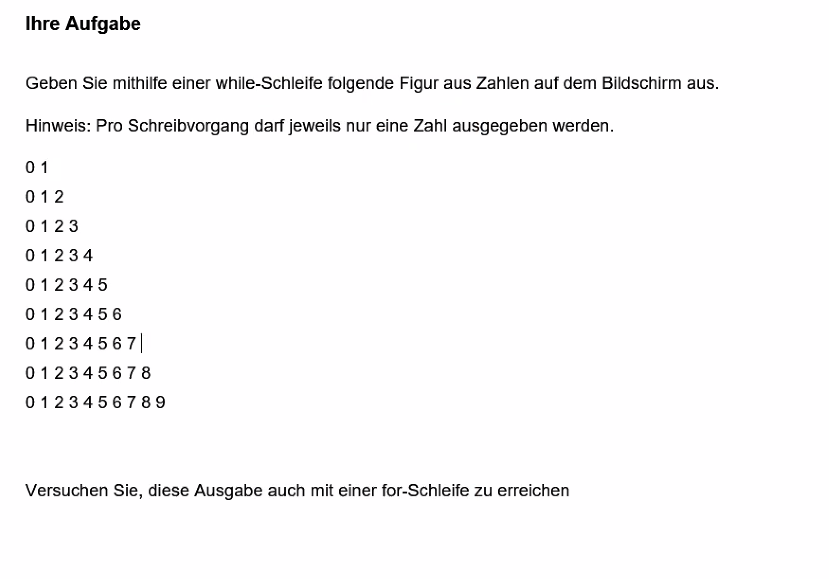 Ihre Aufgabe
Geben Sie mithilfe einer while-Schleife folgende Figur aus Zahlen auf dem Bildschirm aus.
Hinweis: Pro Schreibvorgang darf jeweils nur eine Zahl ausgegeben werden.
0 1
0 1 2
0 1 2 3
0 1 2 3 4
0 1 2 3 4 5
0 1 2 3 4 5 6
0 1 2 3 4 5 6 7
0 1 2 3 4 5 6 7 8
0 1 2 3 4 5 6 7 8 9
Versuchen Sie, diese Ausgabe auch mit einer for-Schleife zu erreichen